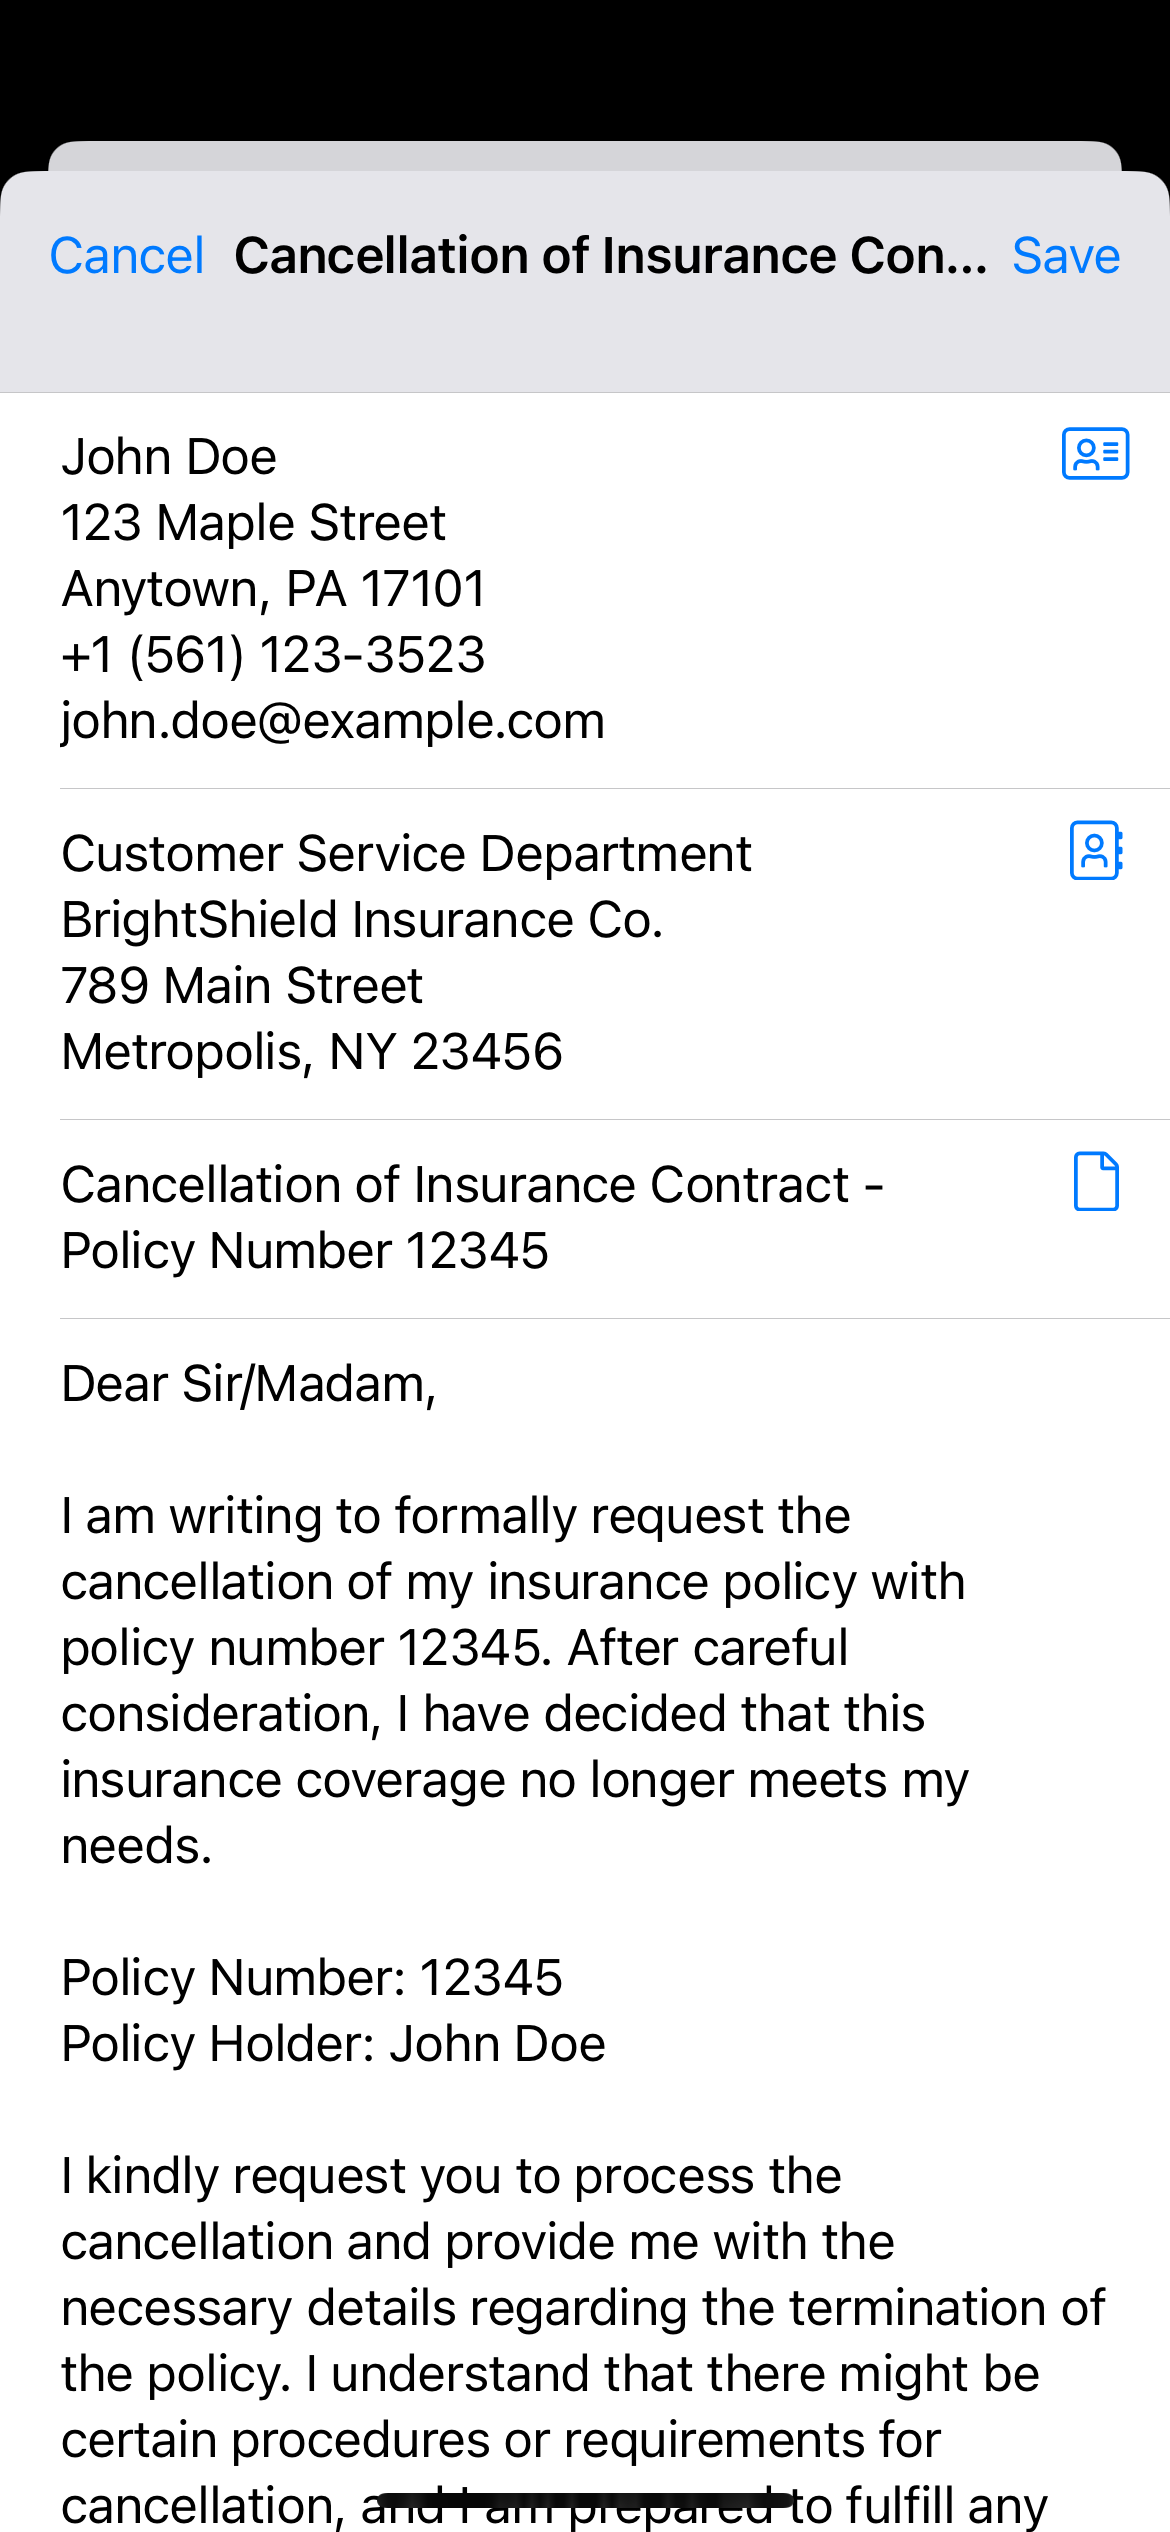 Cancel Cancellation of Insurance Con... Save
John Doe
123 Maple Street
Anytown, PA 17101
+1 (561) 123-3523
john.doe@example.com
Customer Service Department
BrightShield Insurance Co.
789 Main Street
Metropolis, NY 23456
Cancellation of Insurance Contract -
Policy Number 12345
Dear Sir/Madam,
I am writing to formally request the
cancellation of my insurance policy with
policy number 12345. After careful
consideration, I have decided that this
insurance coverage no longer meets my
needs.
Policy Number: 12345
Policy Holder: John Doe
I kindly request you to process the
cancellation and provide me with the
necessary details regarding the termination of
the policy. I understand that there might be
certain procedures or requirements for
cancellation, and I am prepared to fulfill any